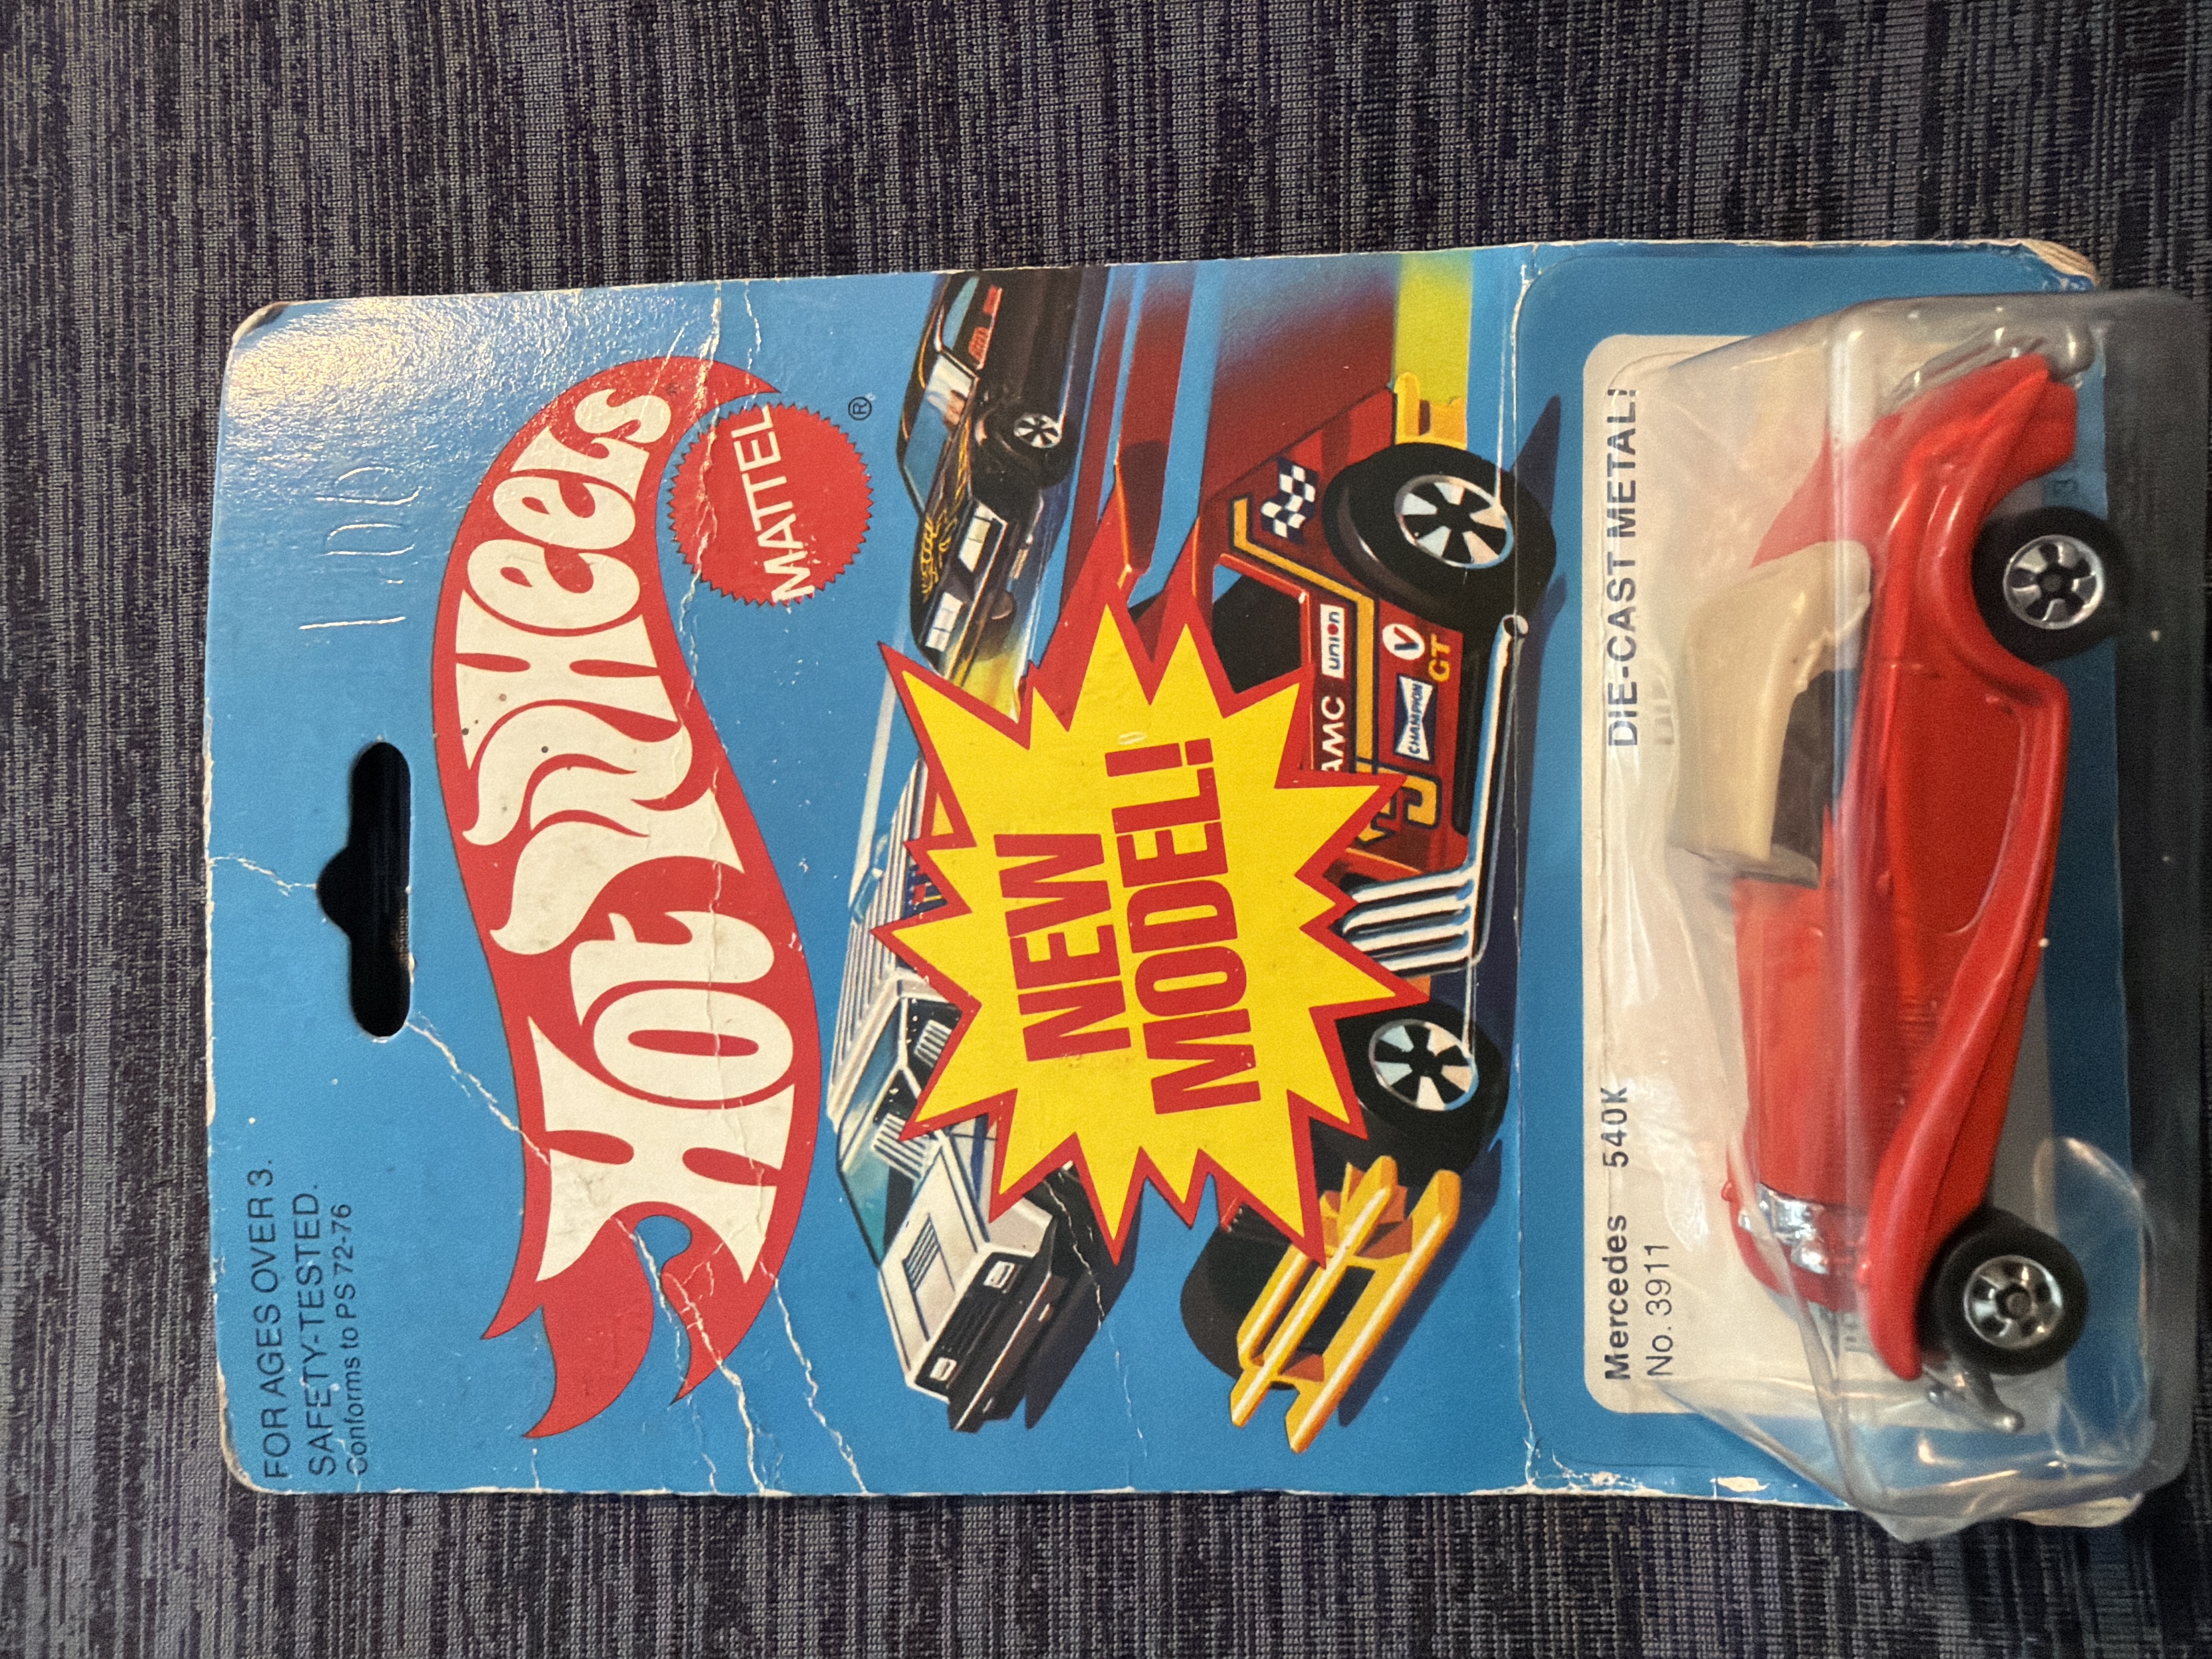 FOR AGES OVER 3.
SAFETY-TESTED.
Conforms to PS 72-76
Hot Wheels
MATTEL
®
NEW
MODEL!
AMC
union
CHAMPION
V
GT
Mercedes 540K
No. 3911
DIE-CAST METAL!